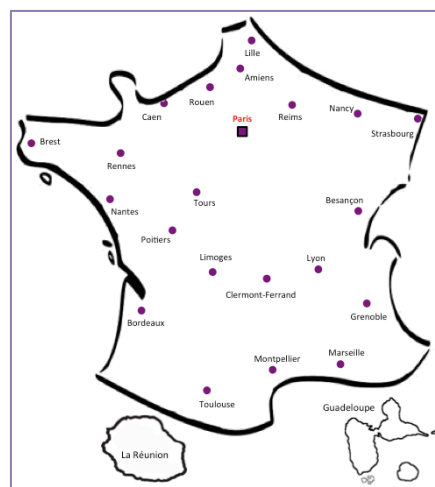 Lille
Amiens
Rouen
Caen
Reims
Nancy
Strasbourg
Paris
Brest
Rennes
Nantes
Tours
Besançon
Poitiers
Limoges
Lyon
Clermont-Ferrand
Bordeaux
Grenoble
Montpellier
Marseille
Toulouse
Guadeloupe
La Réunion